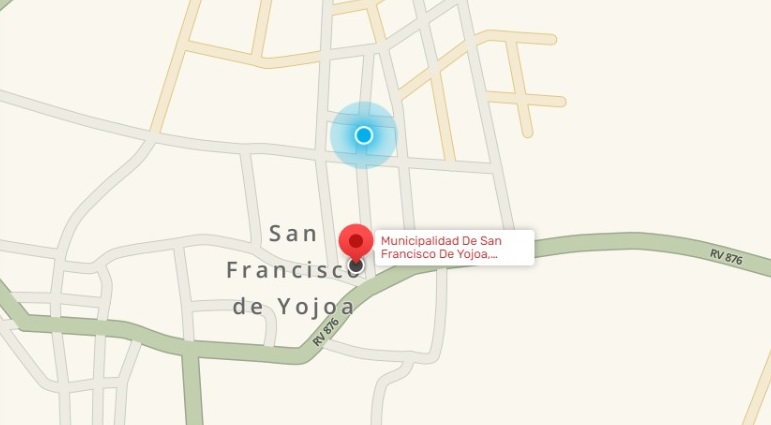 San
Francisco
de Yojoa
Municipalidad De San
Francisco De Yojoa,...
RV 876
RV 876